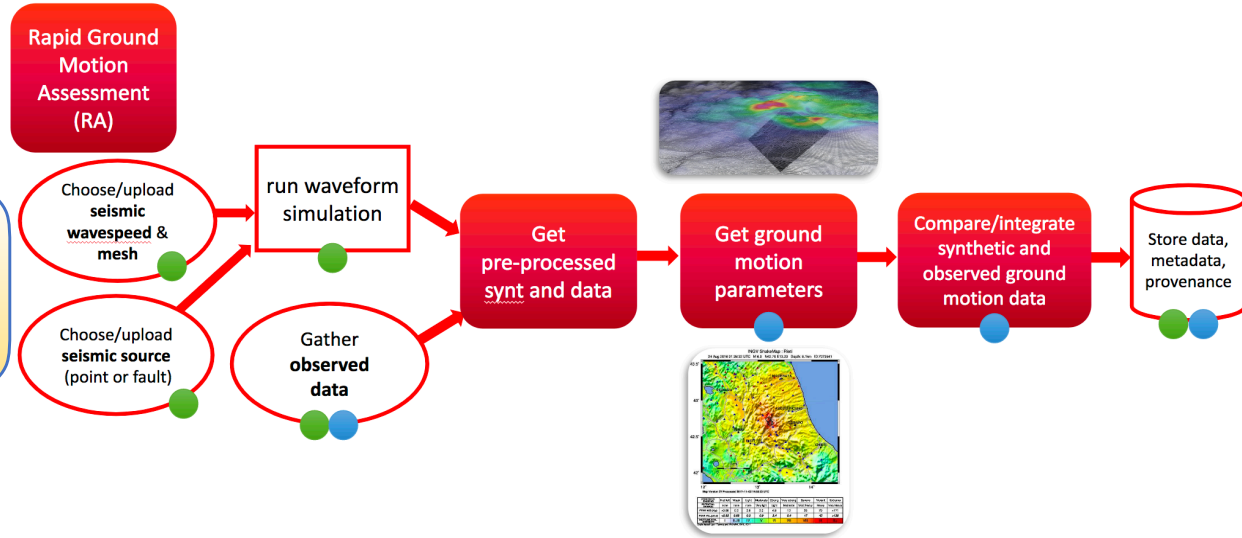 Rapid Ground
Motion
Assessment
(RA)
Choose/upload
seismic
wavespeed &
mesh
run waveform
simulation
Choose/upload
seismic source
(point or fault)
Gather
observed
data
Get
pre-processed
synt and data
Get ground
motion
parameters
Compare/integrate
synthetic and
observed ground
motion data
Store data,
metadata,
provenance